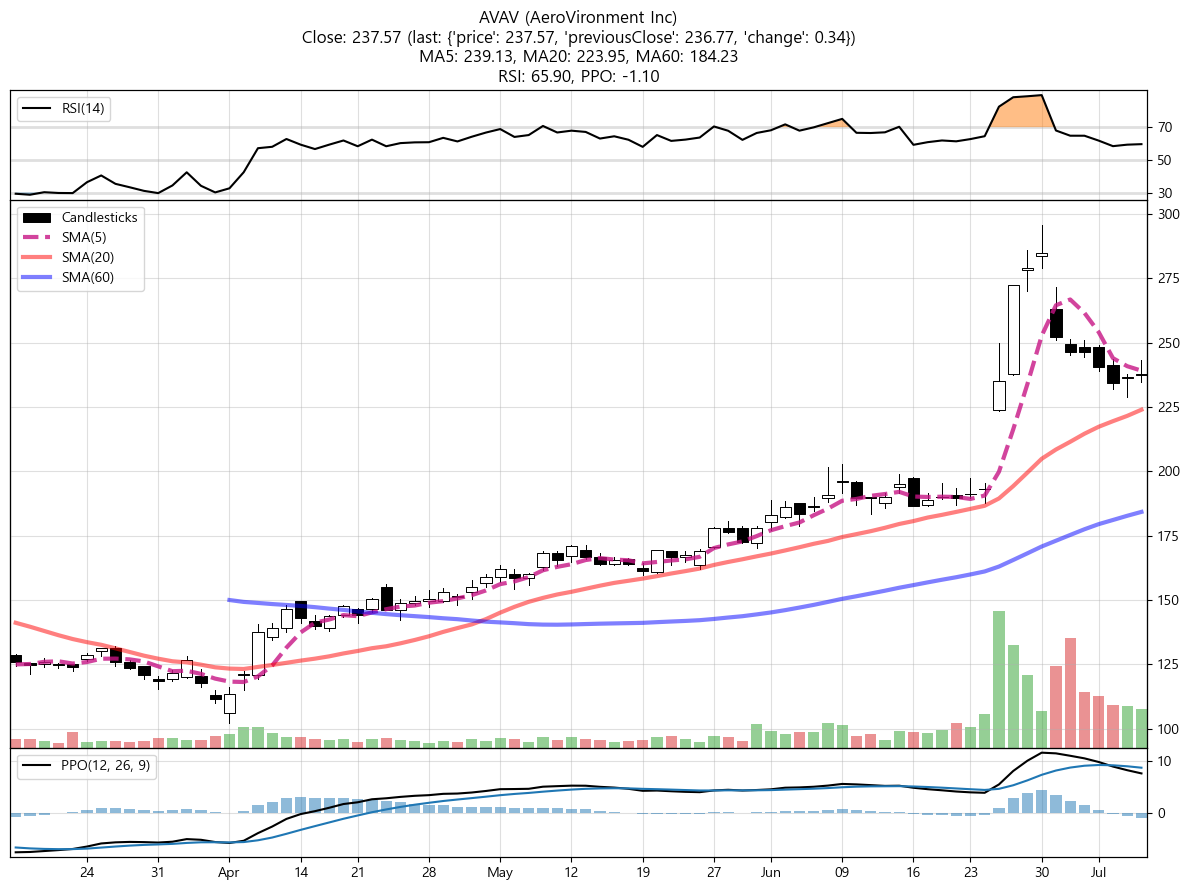 AVAV (AeroVironment Inc)
Close: 237.57 (last: {'price': 237.57, 'previousClose': 236.77, 'change': 0.34})
MA5: 239.13, MA20: 223.95, MA60: 184.23
RSI: 65.90, PPO: -1.10
RSI(14)
70
50
30
Candlesticks
SMA(5)
SMA(20)
SMA(60)
300
275
250
225
200
175
150
125
100
PPO(12, 26, 9)
10
0
24 31 Apr 14 21 28 May 12 19 27 Jun 09 16 23 30 Jul